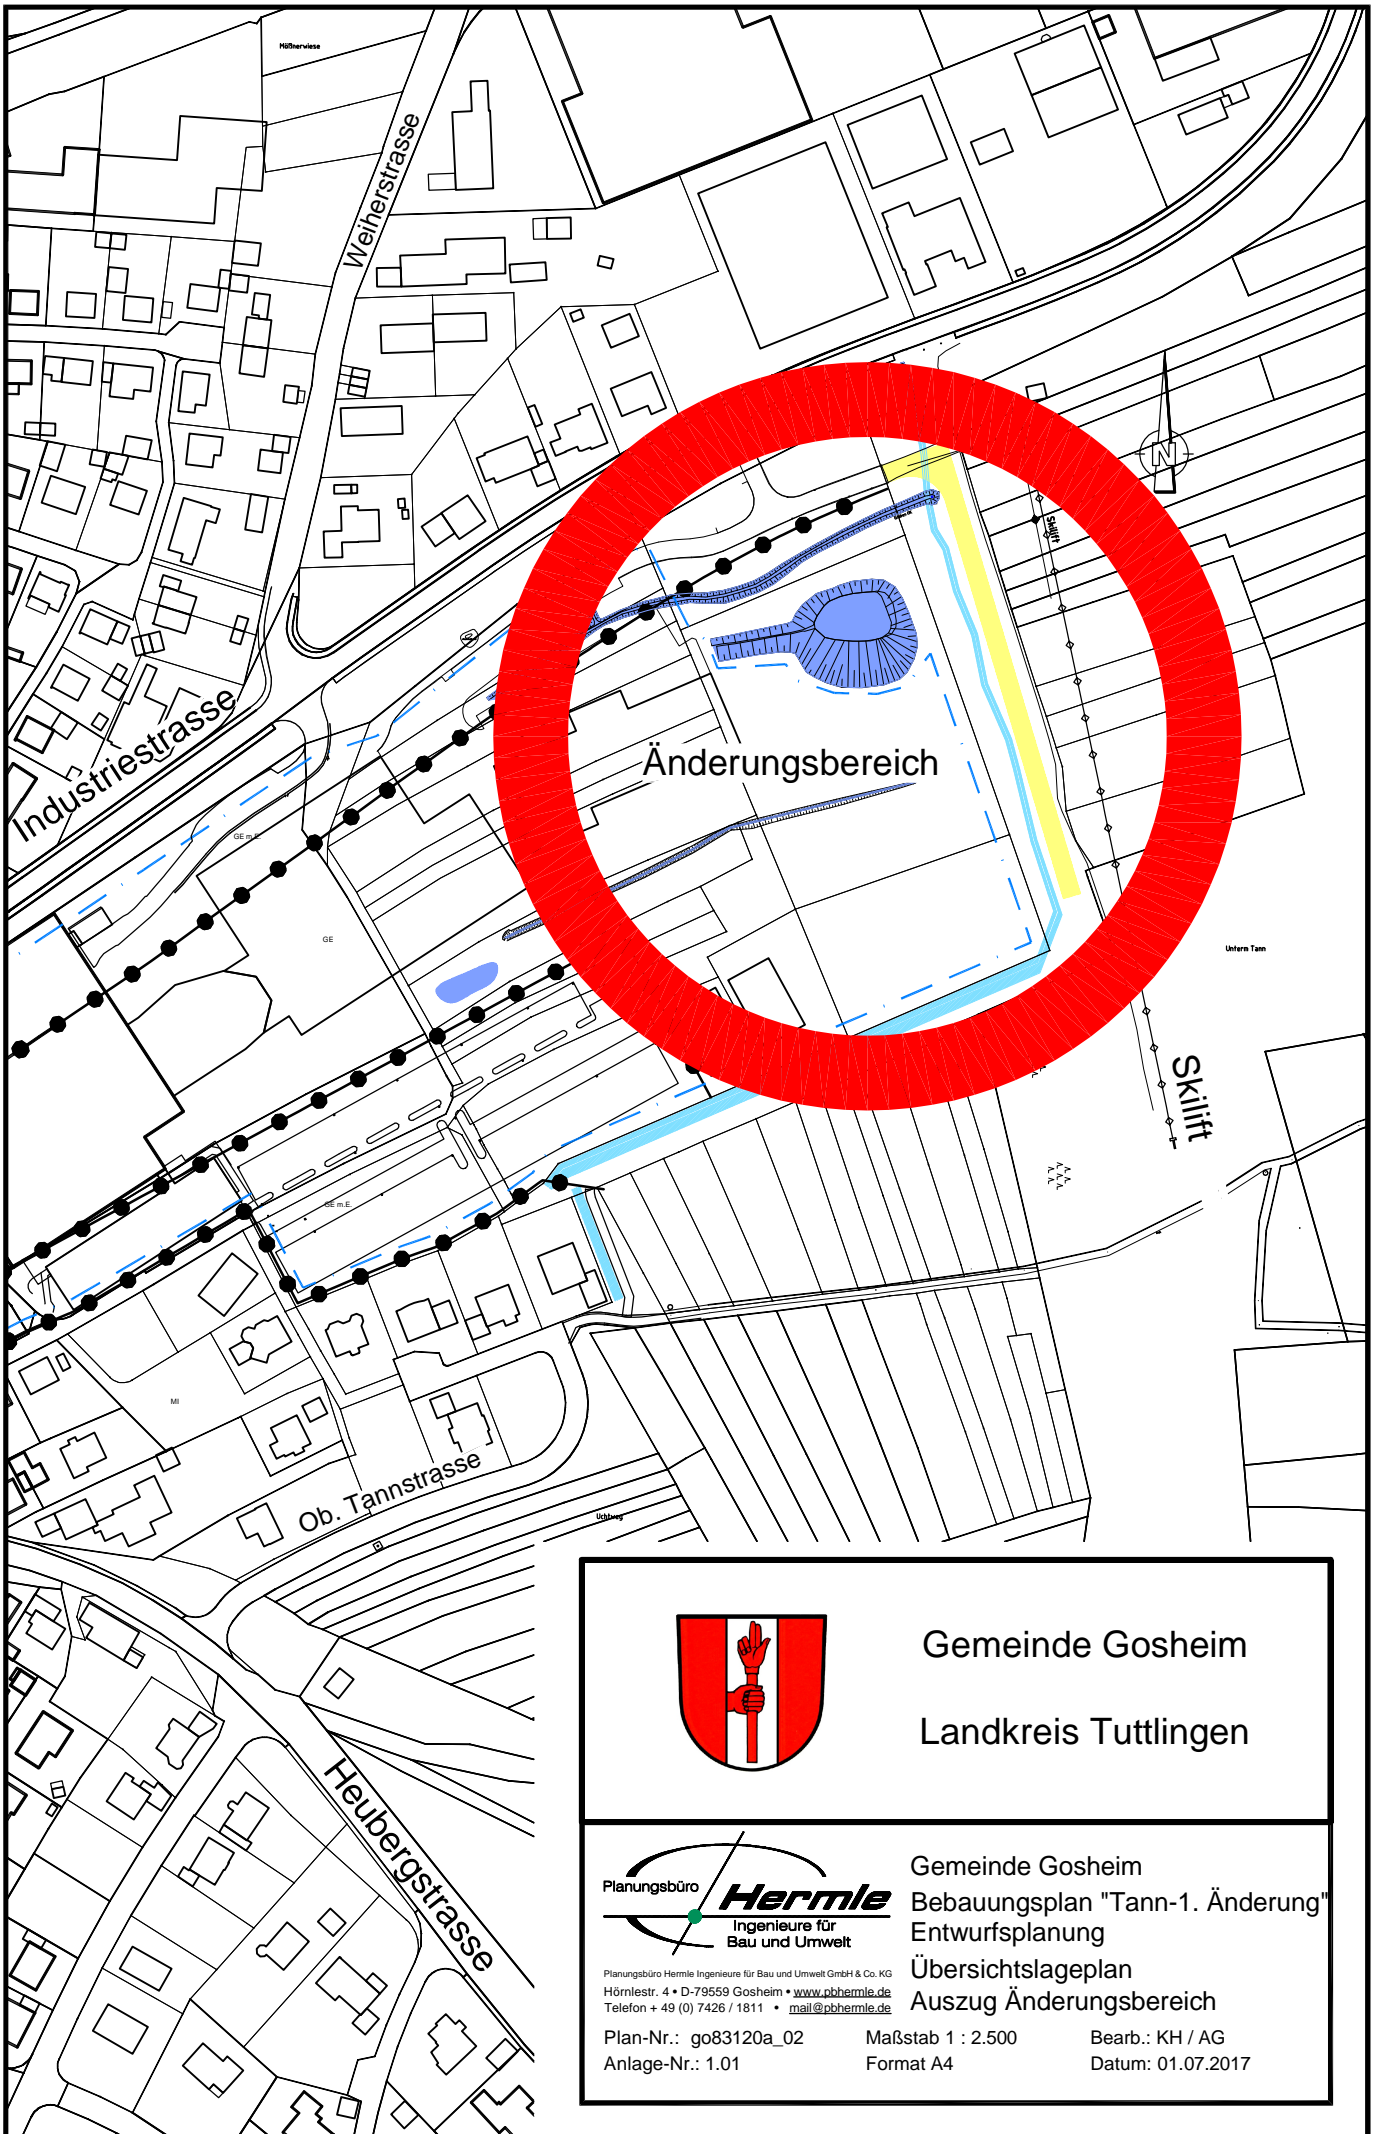 Mößnerwiese
Weiherstrasse
N
Skilift
Industriestrasse
Änderungsbereich
GE m.E.
GE
Unterm Tann
Skilift
GE m.E.
MI
Ob. Tannstrasse
Uchtweg
Heubergstrasse
Gemeinde Gosheim
Landkreis Tuttlingen
Planungsbüro
Hermle
Ingenieure für
Bau und Umwelt
Planungsbüro Hermle Ingenieure für Bau und Umwelt GmbH & Co. KG
Hörnlestr. 4 • D-79559 Gosheim • www.pbhermle.de
Telefon + 49 (0) 7426 / 1811 • mail@pbhermle.de
Gemeinde Gosheim
Bebauungsplan "Tann-1. Änderung"
Entwurfsplanung
Übersichtslageplan
Auszug Änderungsbereich
Plan-Nr.: go83120a_02 Maßstab 1 : 2.500 Bearb.: KH / AG
Anlage-Nr.: 1.01 Format A4 Datum: 01.07.2017